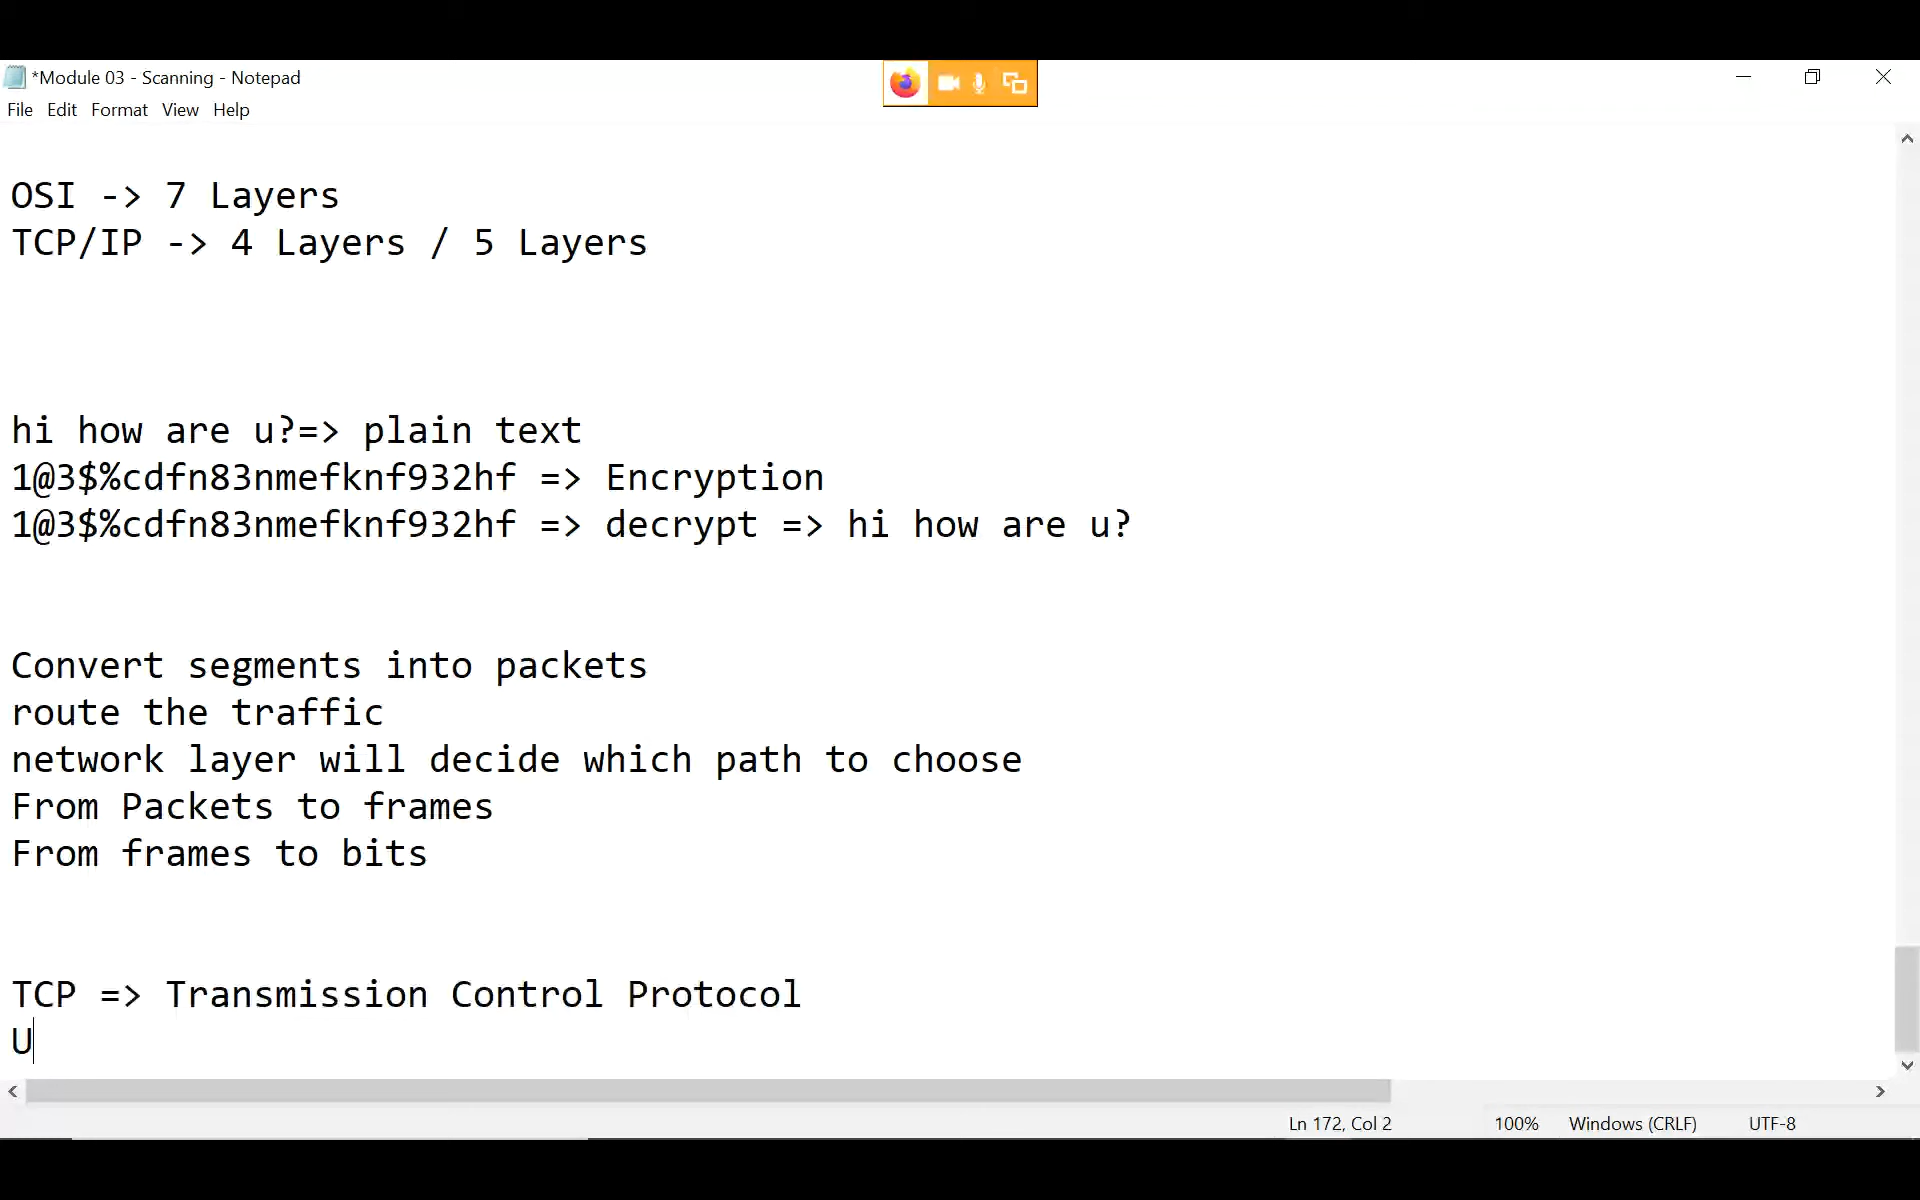 *Module 03 - Scanning - Notepad
File Edit Format View Help
OSI -> 7 Layers
TCP/IP -> 4 Layers / 5 Layers
hi how are u?=> plain text
1@3$%cdfn83nmefknf932hf => Encryption
1@3$%cdfn83nmefknf932hf => decrypt => hi how are u?
Convert segments into packets
route the traffic
network layer will decide which path to choose
From Packets to frames
From frames to bits
TCP => Transmission Control Protocol
U
Ln 172, Col 2 100% Windows (CRLF) UTF-8